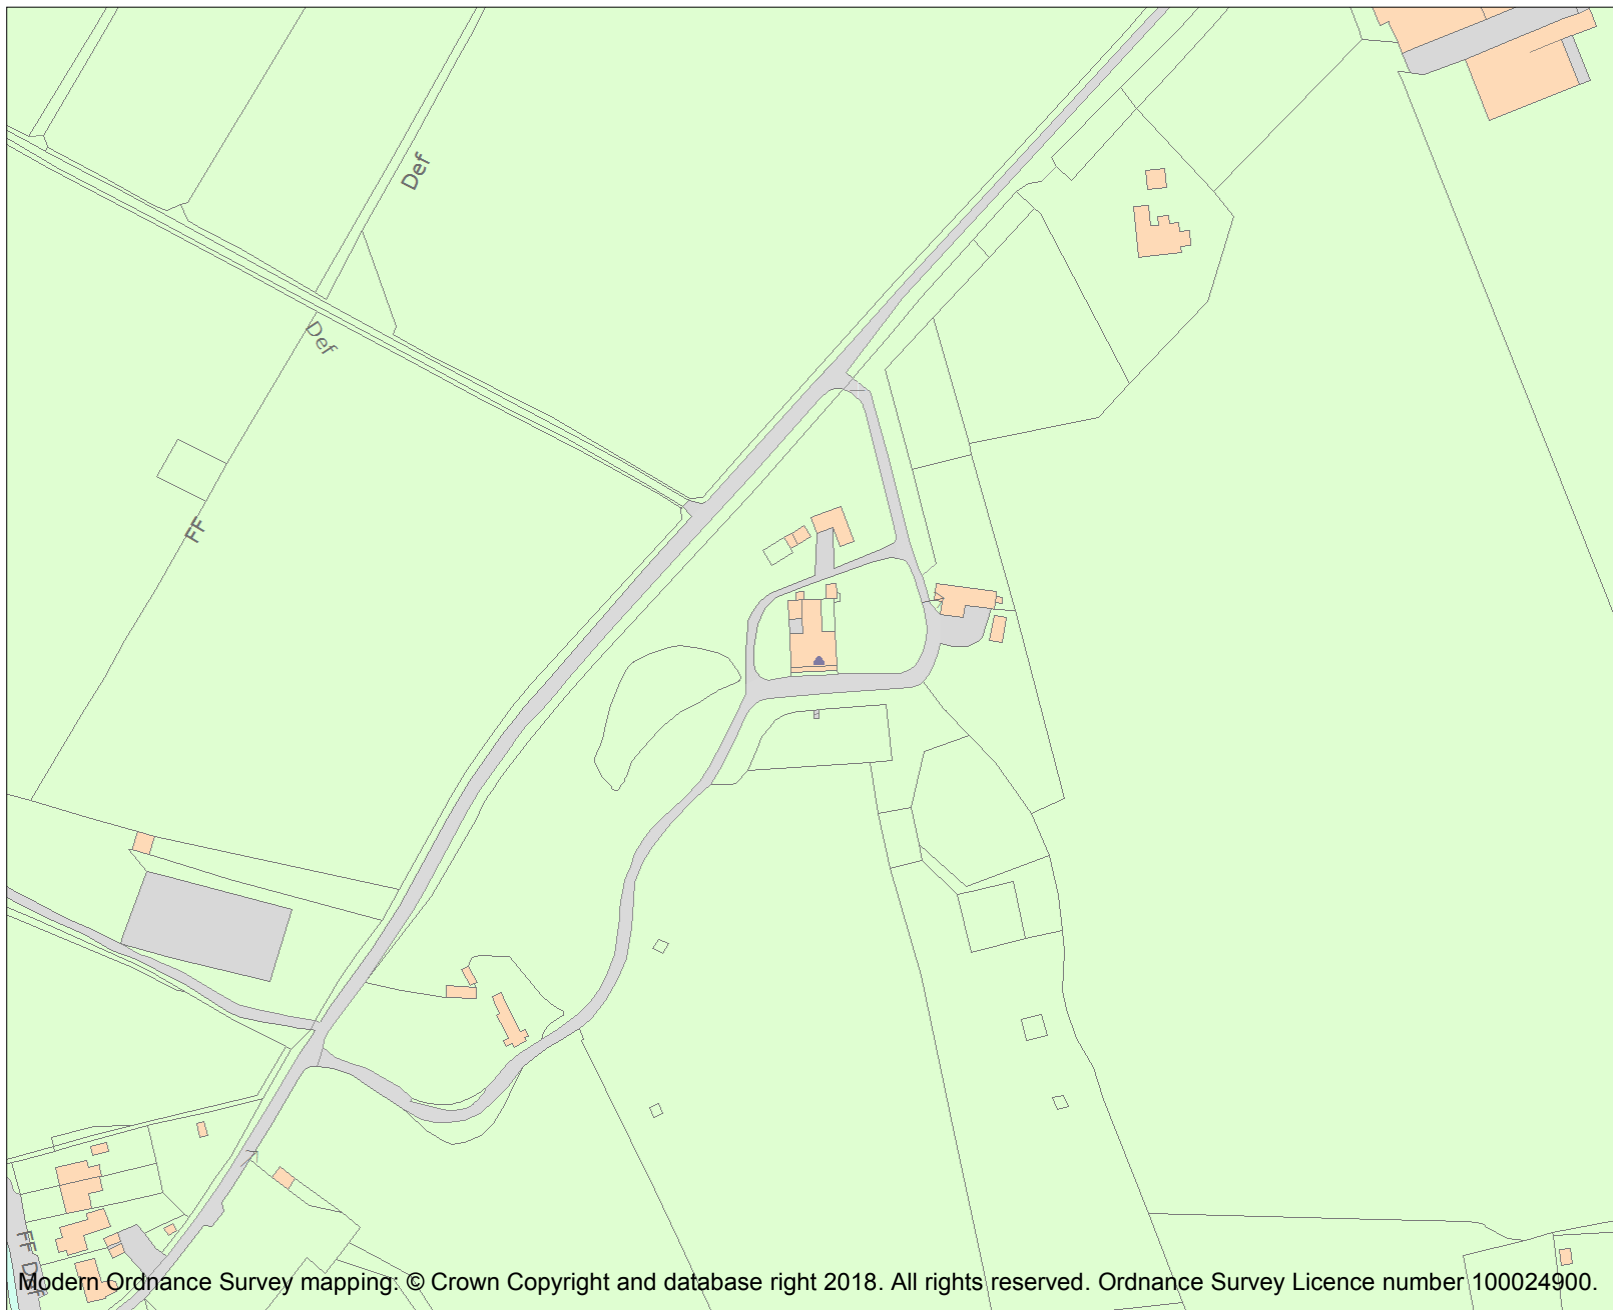 Def
Def
FF
FF Def
Modern Ordnance Survey mapping: © Crown Copyright and database right 2018. All rights reserved. Ordnance Survey Licence number 100024900.